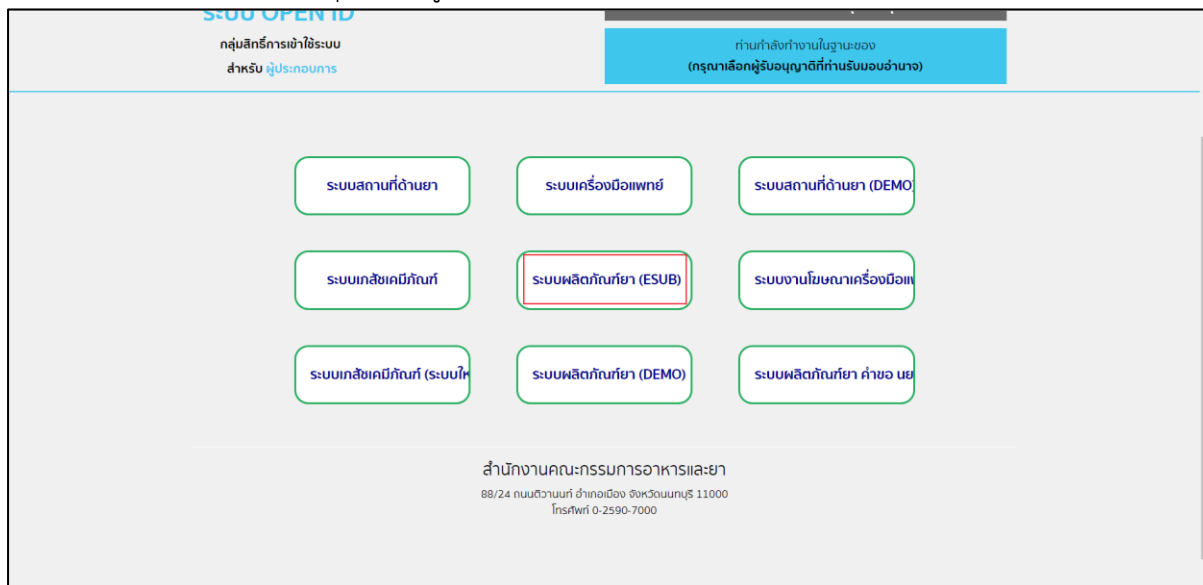 ระบบ OPEN ID
กลุ่มสิทธิ์การเข้าใช้ระบบ
สำหรับ ผู้ประกอบการ
ท่านกำลังทำงานในฐานะของ
(กรุณาเลือกผู้รับอนุญาติที่ท่านรับมอบอำนาจ)
ระบบสถานที่ด้านยา
ระบบเครื่องมือแพทย์
ระบบสถานที่ด้านยา (DEMO)
ระบบเภสัชเคมีภัณฑ์
ระบบผลิตภัณฑ์ยา (ESUB)
ระบบงานโฆษณาเครื่องมือแ
ระบบเภสัชเคมีภัณฑ์ (ระบบให
ระบบผลิตภัณฑ์ยา (DEMO)
ระบบผลิตภัณฑ์ยา คำขอ นย
สำนักงานคณะกรรมการอาหารและยา
88/24 ถนนติวานนท์ อำเภอเมือง จังหวัดนนทบุรี 11000
โทรศัพท์ 0-2590-7000